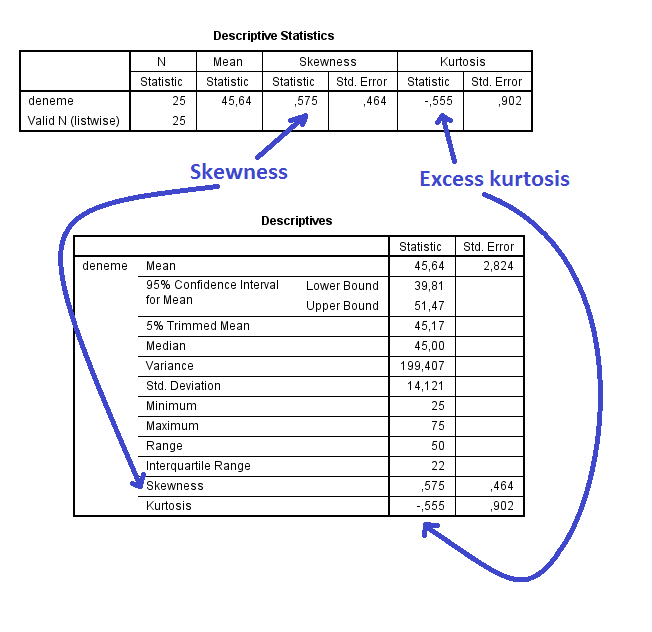 Descriptive Statistics
N Mean Skewness Kurtosis
Statistic Statistic Statistic Std. Error Statistic Std. Error
deneme 25 45,64 ,575 ,464 -,555 ,902
Valid N (listwise) 25
Skewness Excess kurtosis
Descriptives
Statistic Std. Error
deneme Mean 45,64 2,824
95% Confidence Interval Lower Bound 39,81
for Mean Upper Bound 51,47
5% Trimmed Mean 45,17
Median 45,00
Variance 199,407
Std. Deviation 14,121
Minimum 25
Maximum 75
Range 50
Interquartile Range 22
Skewness ,575 ,464
Kurtosis -,555 ,902